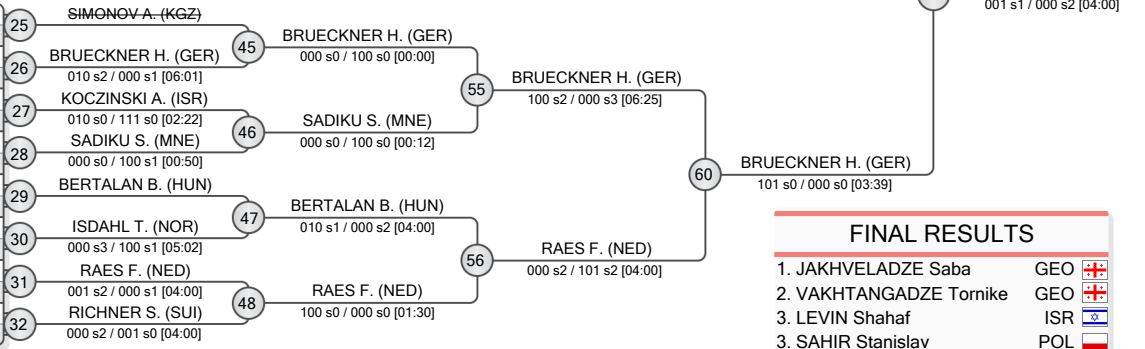 001 s1 / 000 s2 [04:00]
25
SIMONOV A. (KGZ)
45
BRUECKNER H. (GER)
000 s0 / 100 s0 [00:00]
26
BRUECKNER H. (GER)
010 s2 / 000 s1 [06:01]
55
BRUECKNER H. (GER)
100 s2 / 000 s3 [06:25]
27
KOCZINSKI A. (ISR)
010 s0 / 111 s0 [02:22]
46
SADIKU S. (MNE)
000 s0 / 100 s0 [00:12]
28
SADIKU S. (MNE)
000 s0 / 100 s1 [00:50]
60
BRUECKNER H. (GER)
101 s0 / 000 s0 [03:39]
29
BERTALAN B. (HUN)
47
BERTALAN B. (HUN)
010 s1 / 000 s2 [04:00]
30
ISDAHL T. (NOR)
000 s3 / 100 s1 [05:02]
56
RAES F. (NED)
000 s2 / 101 s2 [04:00]
31
RAES F. (NED)
001 s2 / 000 s1 [04:00]
48
RAES F. (NED)
100 s0 / 000 s0 [01:30]
32
RICHNER S. (SUI)
000 s2 / 001 s0 [04:00]
FINAL RESULTS
1. JAKHVELADZE Saba GEO
2. VAKHTANGADZE Tornike GEO
3. LEVIN Shahaf ISR
3. SAHIR Stanislav POL